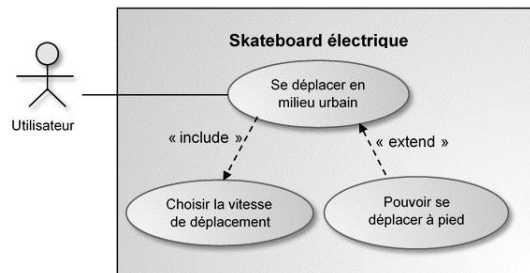 Skateboard électrique
Se déplacer en
milieu urbain
Utilisateur
« include »
« extend »
Choisir la vitesse
de déplacement
Pouvoir se
déplacer à pied